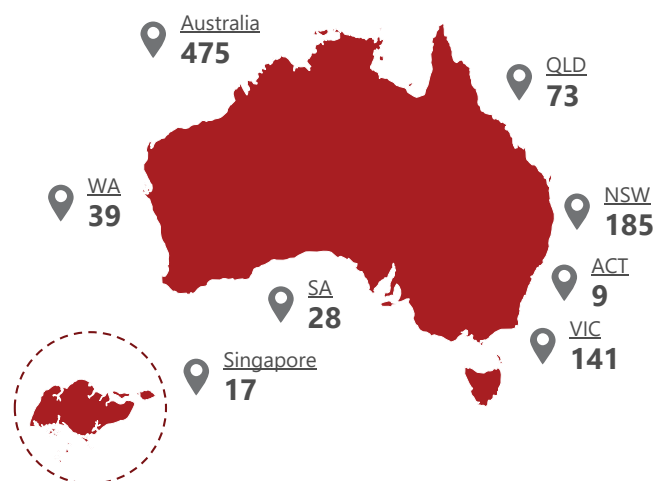 Australia
475
QLD
73
WA
39
NSW
185
ACT
9
SA
28
VIC
141
Singapore
17